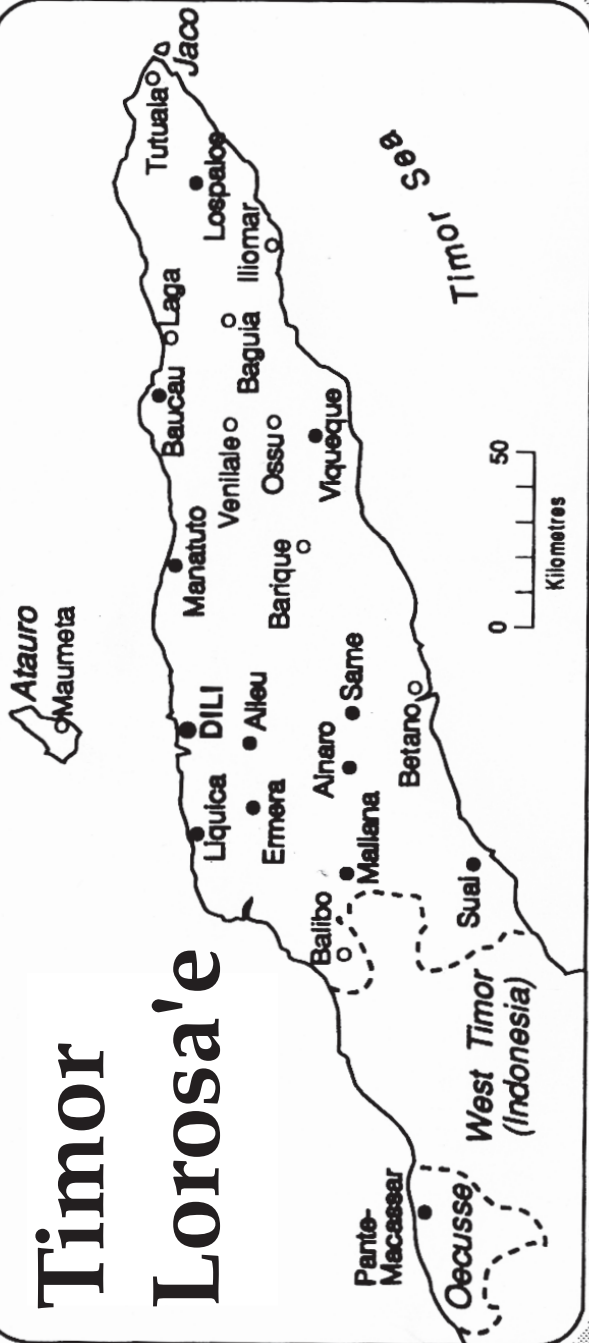 Timor
Lorosa'e
Atauro
Maumeta
Jaco
Tutuala
Lospalos
Illiomar
Laga
Baucau
Baguia
Venilale
Ossu
Viqueque
Manatuto
Barique
DILI
Aileu
Same
Ainaro
Betano
Liquica
Ermera
Maliana
Balibo
Suai
West Timor
(Indonesia)
Pante-
Macassar
Oecusse
Timor Sea
0 50
Kilometres